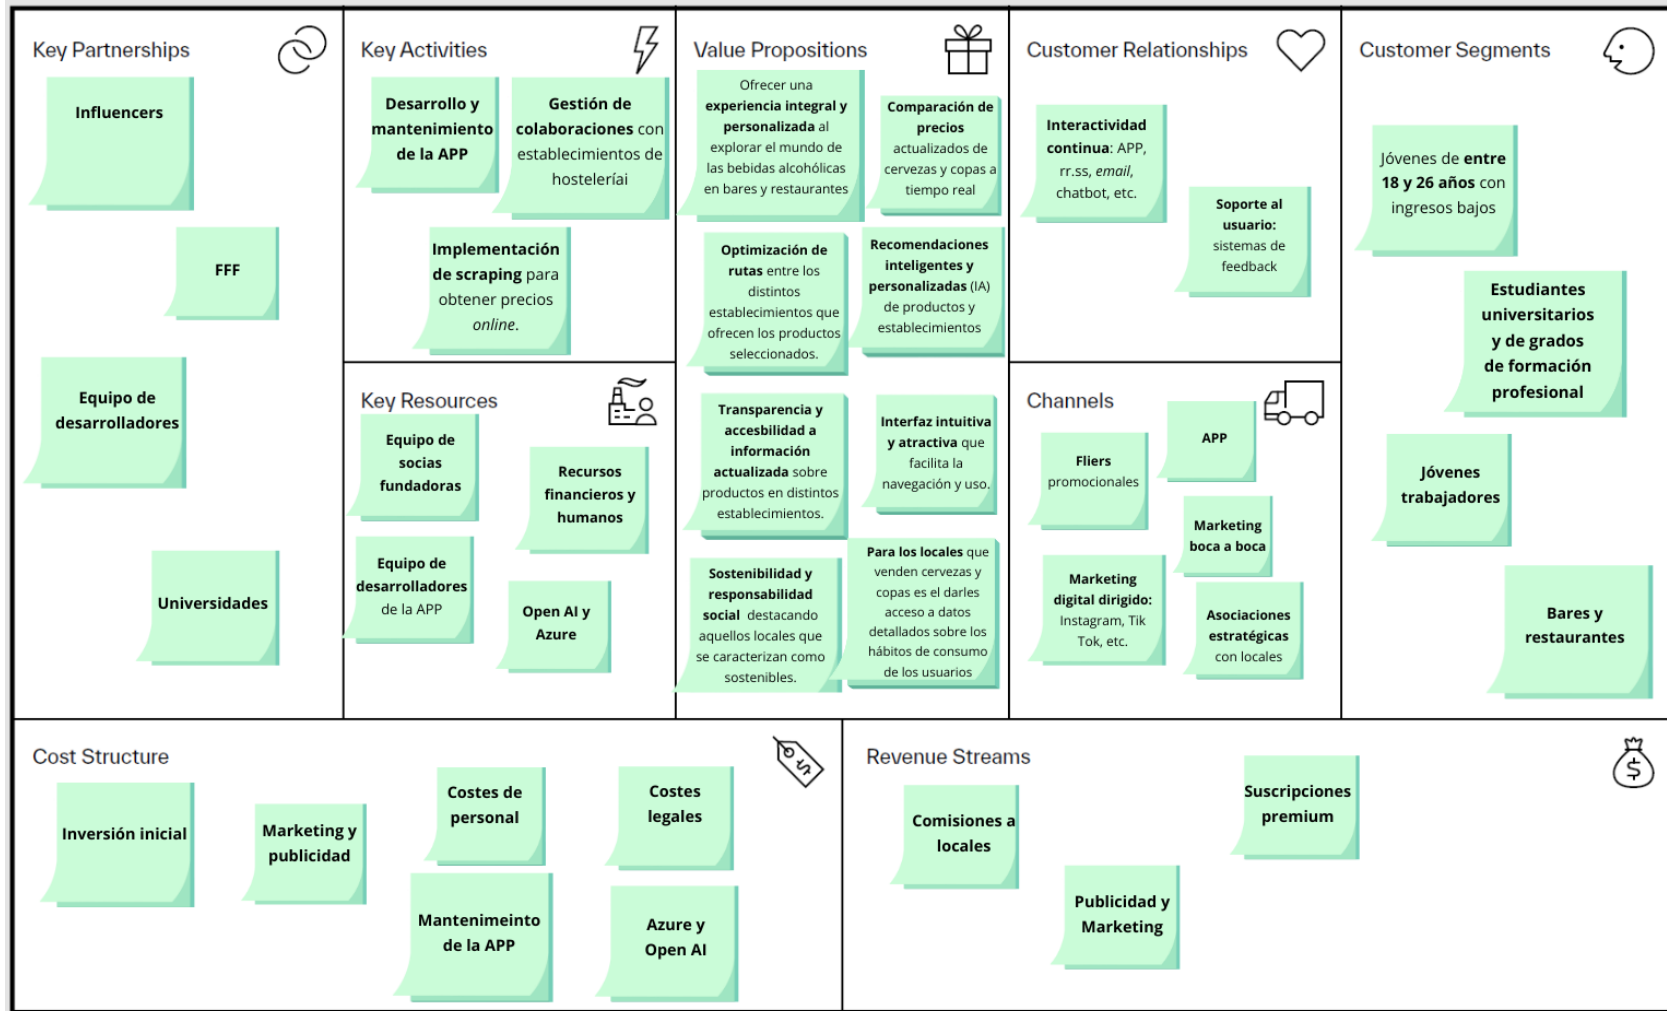 Key Partnerships
Influencers
FFF
Equipo de
desarrolladores
Universidades
Key Activities
Desarrollo y
mantenimiento
de la APP
Gestión de
colaboraciones con
establecimientos de
hosteleríai
Implementación
de scraping para
obtener precios
online.
Key Resources
Equipo de
socias
fundadoras
Recursos
financieros y
humanos
Equipo de
desarrolladores
de la APP
Open AI y
Azure
Value Propositions
Ofrecer una
experiencia integral y
personalizada al
explorar el mundo de
las bebidas alcohólicas
en bares y restaurantes
Comparación de
precios
actualizados de
cervezas y copas a
tiempo real
Optimización de
rutas entre los
distintos
establecimientos que
ofrecen los productos
seleccionados.
Recomendaciones
inteligentes y
personalizadas (IA)
de productos y
establecimientos
Transparencia y
accesbilidad a
información
actualizada sobre
productos en distintos
establecimientos.
Interfaz intuitiva
y atractiva que
facilita la
navegación y uso.
Sostenibilidad y
responsabilidad
social destacando
aquellos locales que
se caracterizan como
sostenibles.
Para los locales que
venden cervezas y
copas es el darles
acceso a datos
detallados sobre los
hábitos de consumo
de los usuarios
Customer Relationships
Interactividad
continua: APP,
rr.ss, email,
chatbot, etc.
Soporte al
usuario:
sistemas de
feedback
Channels
APP
Fliers
promocionales
Marketing
boca a boca
Marketing
digital dirigido:
Instagram, Tik
Tok, etc.
Asociaciones
estratégicas
con locales
Customer Segments
Jóvenes de entre
18 y 26 años con
ingresos bajos
Estudiantes
universitarios
y de grados
de formación
profesional
Jóvenes
trabajadores
Bares y
restaurantes
Cost Structure
Inversión inicial
Marketing y
publicidad
Costes de
personal
Costes
legales
Mantenimeinto
de la APP
Azure y
Open AI
Revenue Streams
Comisiones a
locales
Publicidad y
Marketing
Suscripciones
premium